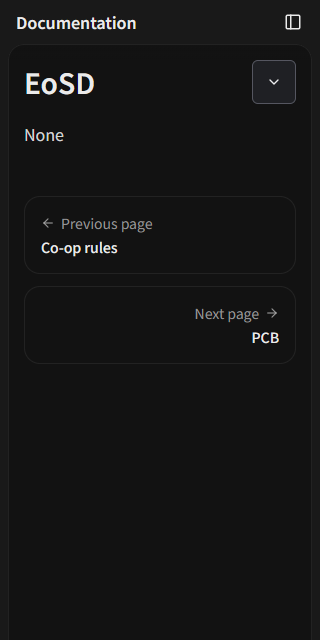 Documentation
EoSD
None
← Previous page
Co-op rules
Next page →
PCB